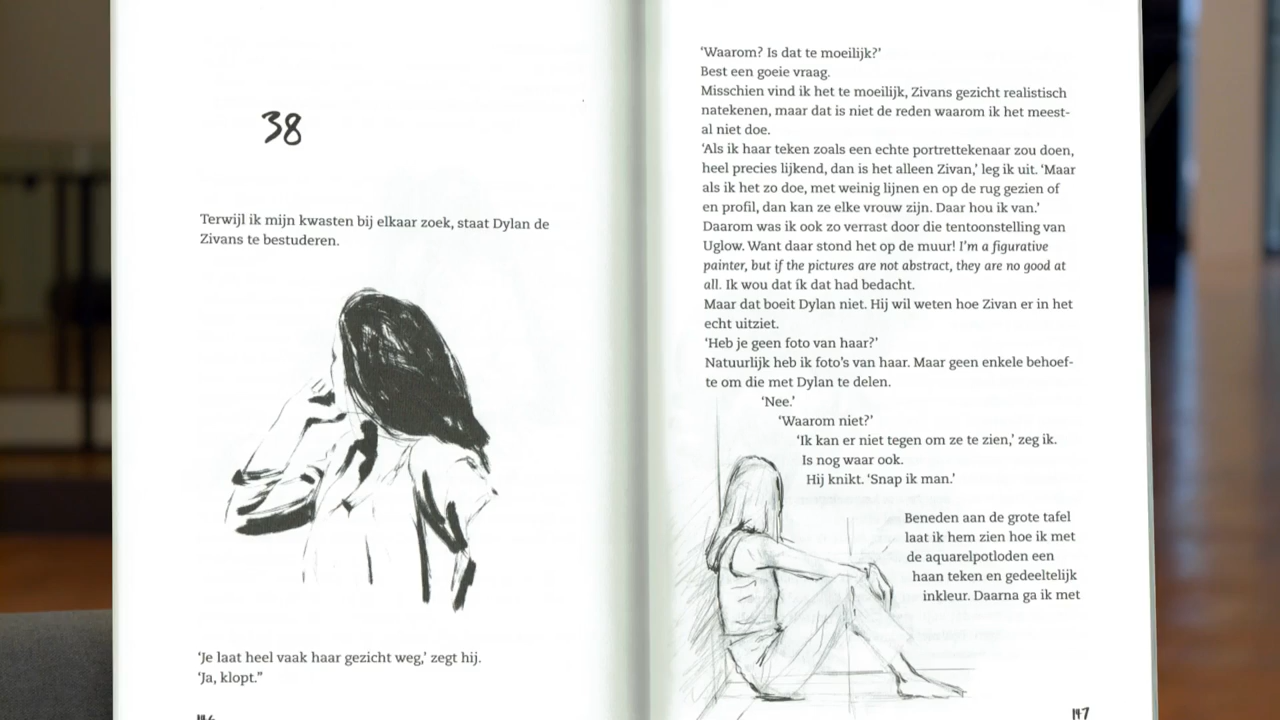 38
Terwijl ik mijn kwasten bij elkaar zoek, staat Dylan de
Zivans te bestuderen.
‘Je laat heel vaak haar gezicht weg,’ zegt hij.
‘Ja, klopt.”
146
‘Waarom? Is dat te moeilijk?’
Best een goeie vraag.
Misschien vind ik het te moeilijk, Zivans gezicht realistisch
natekenen, maar dat is niet de reden waarom ik het meest-
al niet doe.
‘Als ik haar teken zoals een echte portrettekenaar zou doen,
heel precies lijkend, dan is het alleen Zivan,’ leg ik uit. ‘Maar
als ik het zo doe, met weinig lijnen en op de rug gezien of
en profil, dan kan ze elke vrouw zijn. Daar hou ik van.’
Daarom was ik ook zo verrast door die tentoonstelling van
Uglow. Want daar stond het op de muur! I’m a figurative
painter, but if the pictures are not abstract, they are no good at
all. Ik wou dat ík dat had bedacht.
Maar dat boeit Dylan niet. Hij wil weten hoe Zivan er in het
echt uitziet.
‘Heb je geen foto van haar?’
Natuurlijk heb ik foto’s van haar. Maar geen enkele behoef-
te om die met Dylan te delen.
‘Nee.’
‘Waarom niet?’
‘Ik kan er niet tegen om ze te zien,’ zeg ik.
Is nog waar ook.
Hij knikt. ‘Snap ik man.’
Beneden aan de grote tafel
laat ik hem zien hoe ik met
de aquarelpotloden een
haan teken en gedeeltelijk
inkleur. Daarna ga ik met
147